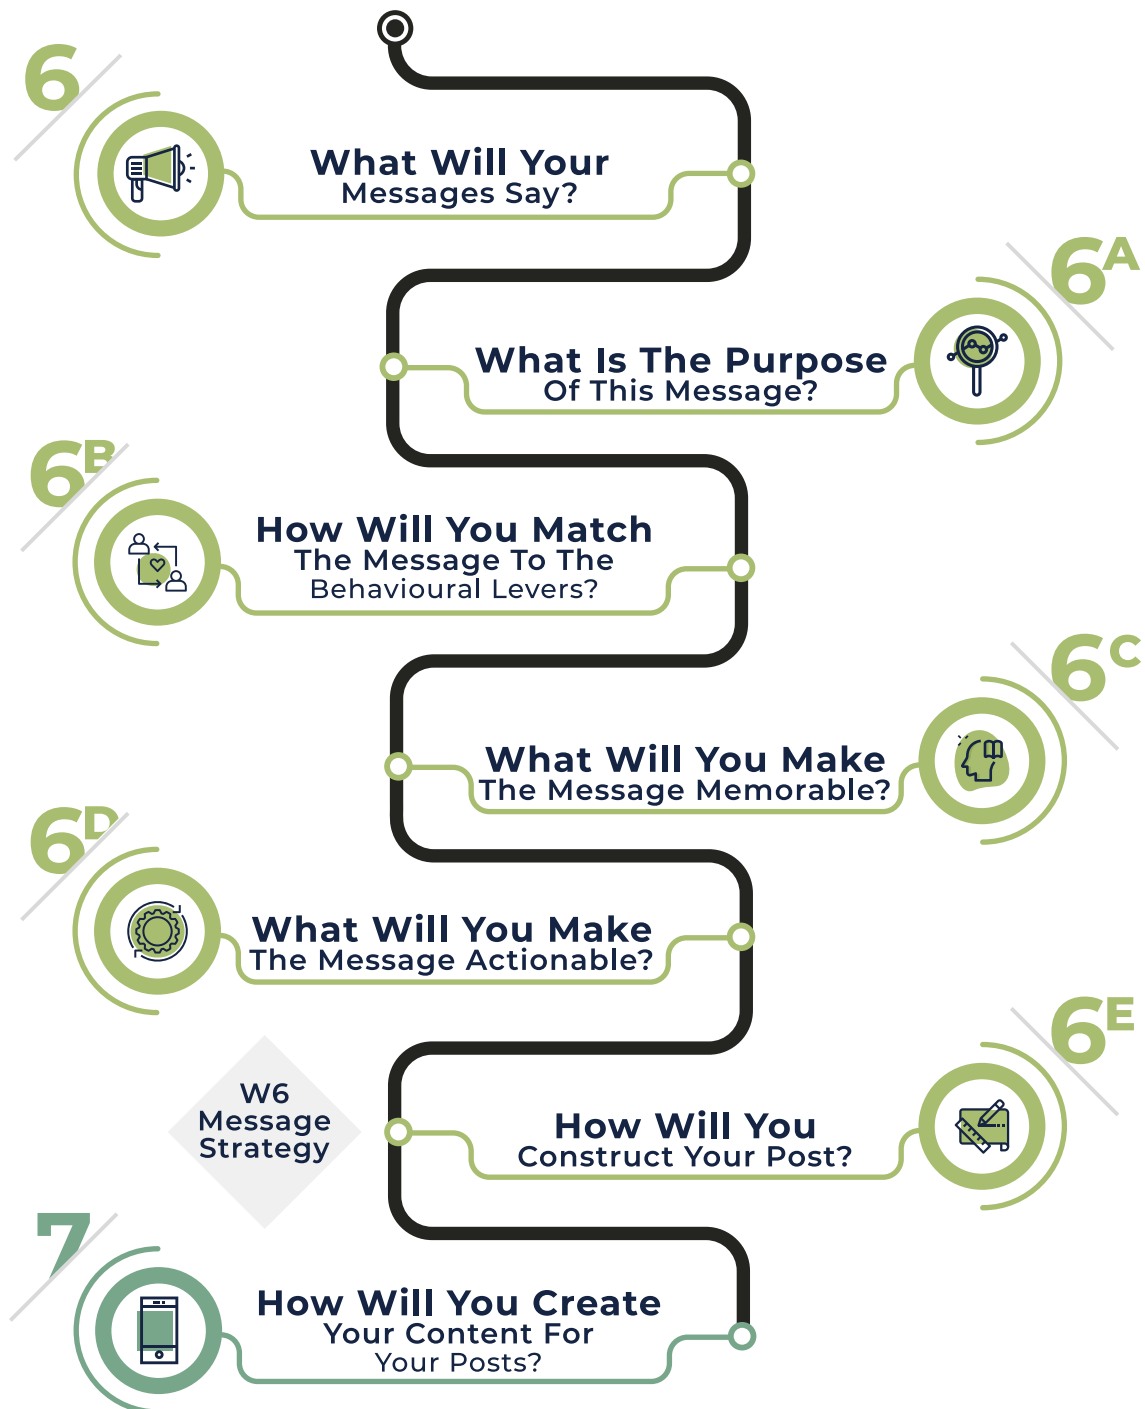 6
What Will Your
Messages Say?
6A
What Is The Purpose
Of This Message?
6B
How Will You Match
The Message To The
Behavioural Levers?
6C
What Will You Make
The Message Memorable?
6D
What Will You Make
The Message Actionable?
6E
How Will You
Construct Your Post?
W6
Message
Strategy
7
How Will You Create
Your Content For
Your Posts?